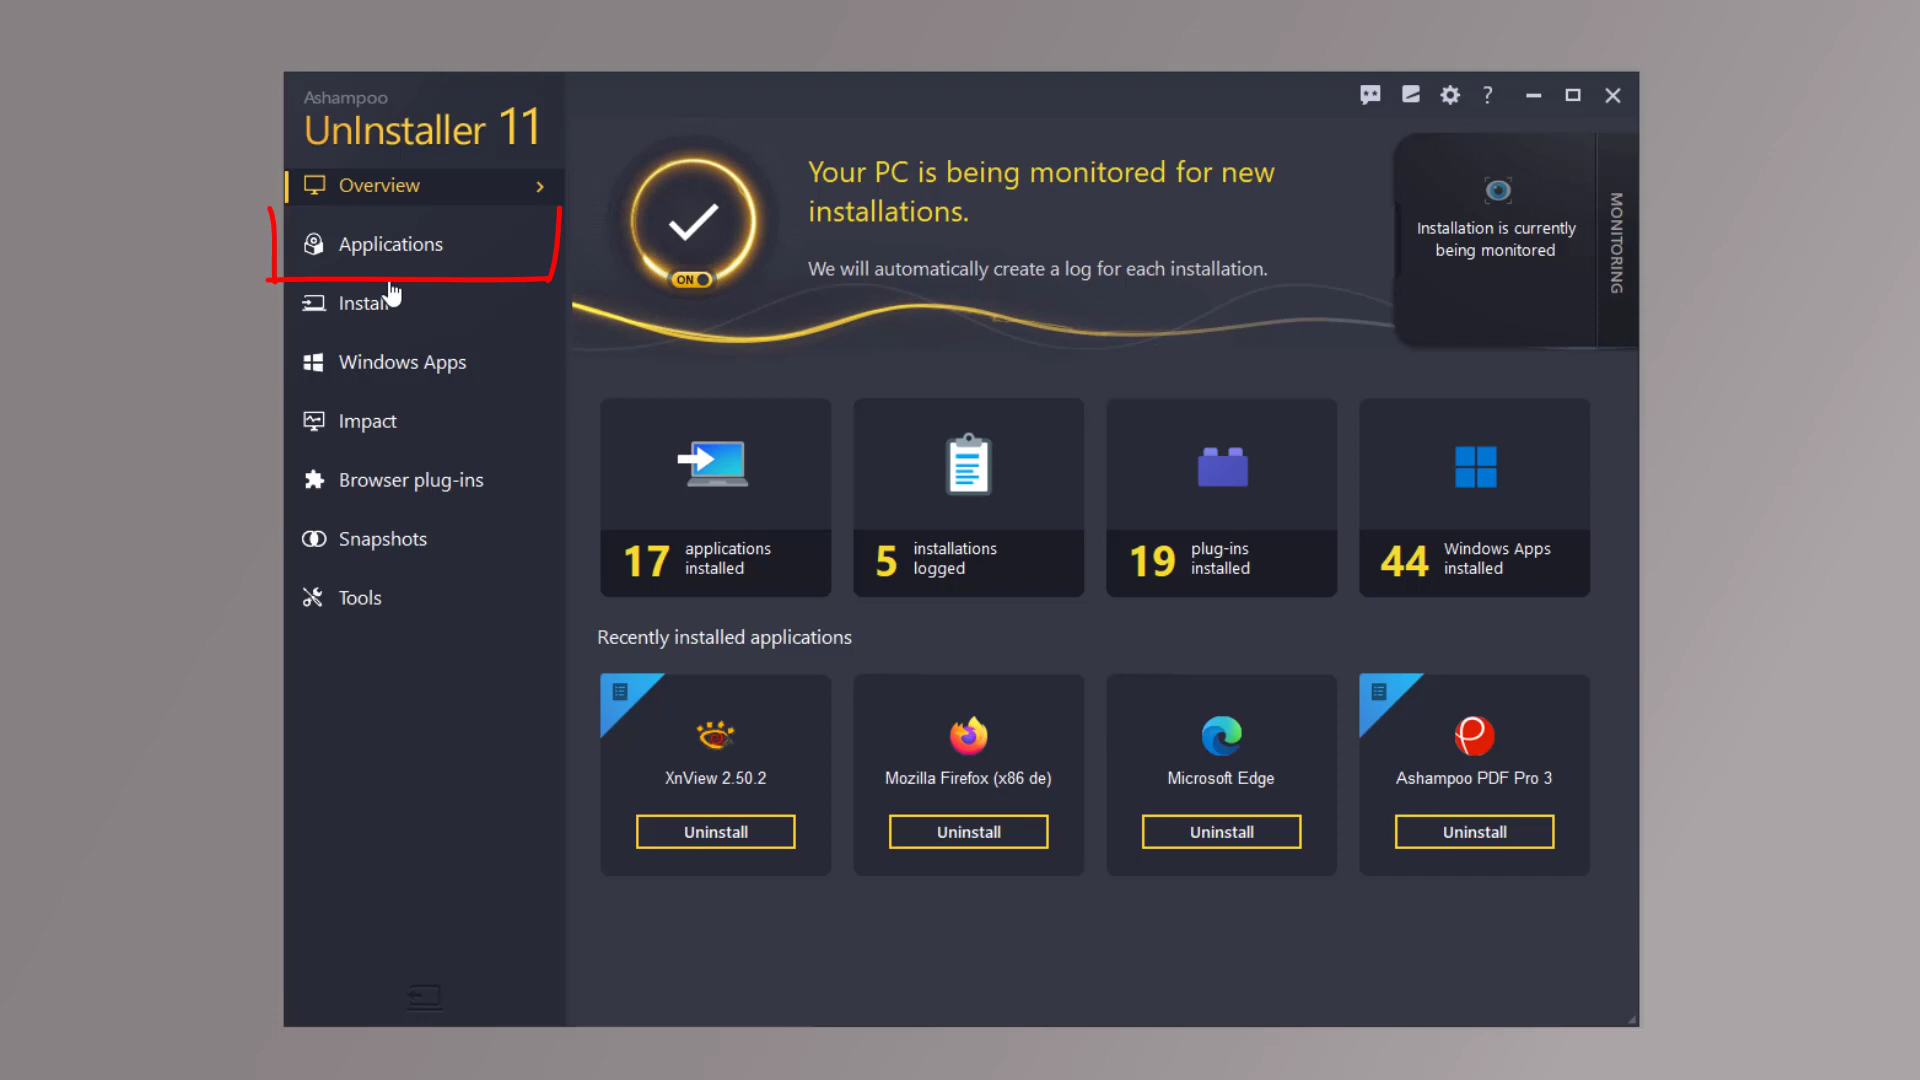 Ashampoo
UnInstaller 11
Overview
Applications
Install
Windows Apps
Impact
Browser plug-ins
Snapshots
Tools
?
Your PC is being monitored for new
installations.
We will automatically create a log for each installation.
ON
Installation is currently
being monitored
MONITORING
17 applications
installed
5 installations
logged
19 plug-ins
installed
44 Windows Apps
installed
Recently installed applications
XnView 2.50.2
Uninstall
Mozilla Firefox (x86 de)
Uninstall
Microsoft Edge
Uninstall
Ashampoo PDF Pro 3
Uninstall